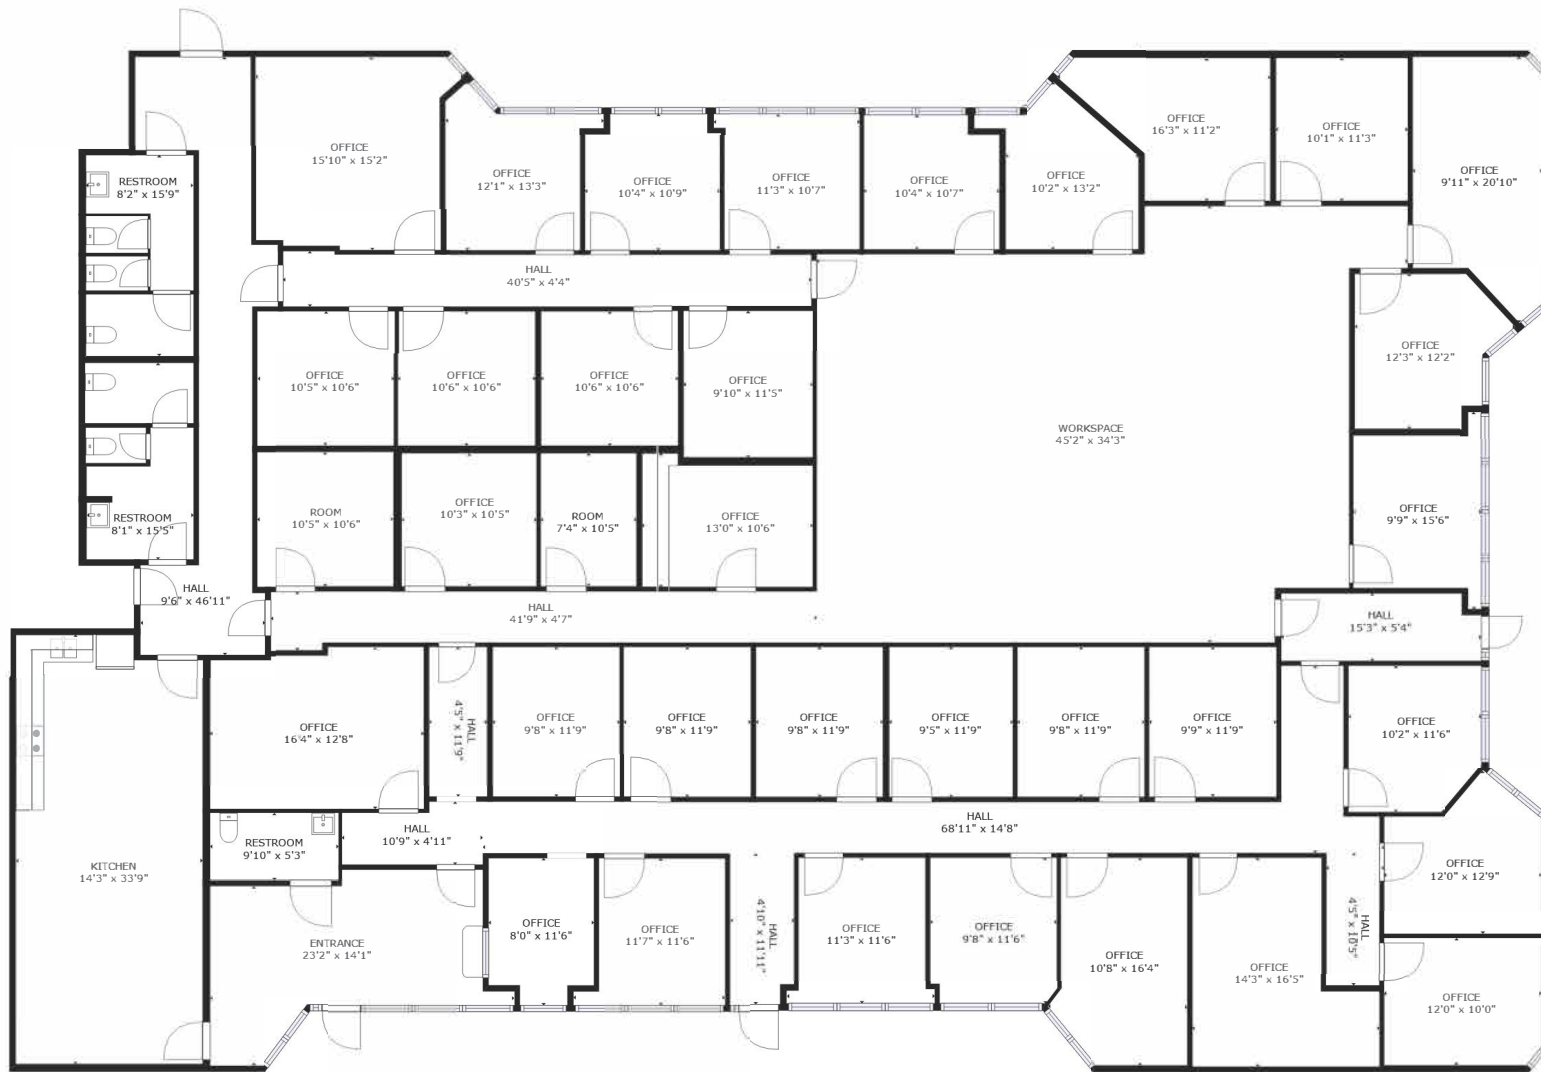 OFFICE
16'3" x 11'2"
OFFICE
10'1" x 11'3"
OFFICE
15'10" x 15'2"
OFFICE
9'11" x 20'10"
OFFICE
12'1" x 13'3"
OFFICE
10'4" x 10'9"
OFFICE
11'3" x 10'7"
OFFICE
10'4" x 10'7"
OFFICE
10'2" x 13'2"
RESTROOM
8'2" x 15'9"
HALL
40'5" x 4'4"
OFFICE
12'3" x 12'2"
OFFICE
10'5" x 10'6"
OFFICE
10'6" x 10'6"
OFFICE
10'6" x 10'6"
OFFICE
9'10" x 11'5"
WORKSPACE
45'2" x 34'3"
ROOM
10'5" x 10'6"
OFFICE
10'3" x 10'5"
ROOM
7'4" x 10'5"
OFFICE
13'0" x 10'6"
OFFICE
9'9" x 15'6"
RESTROOM
8'1" x 15'5"
HALL
9'6" x 46'11"
HALL
41'9" x 4'7"
HALL
15'3" x 5'4"
OFFICE
16'4" x 12'8"
HALL
4'5" x 11'9"
OFFICE
9'8" x 11'9"
OFFICE
9'8" x 11'9"
OFFICE
9'8" x 11'9"
OFFICE
9'5" x 11'9"
OFFICE
9'8" x 11'9"
OFFICE
9'9" x 11'9"
OFFICE
10'2" x 11'6"
HALL
68'11" x 14'8"
HALL
10'9" x 4'11"
RESTROOM
9'10" x 5'3"
KITCHEN
14'3" x 33'9"
OFFICE
12'0" x 12'9"
ENTRANCE
23'2" x 14'1"
OFFICE
8'0" x 11'6"
OFFICE
11'7" x 11'6"
HALL
4'10" x 11'11"
OFFICE
11'3" x 11'6"
OFFICE
9'8" x 11'6"
OFFICE
10'8" x 16'4"
OFFICE
14'3" x 16'5"
HALL
4'5" x 10'5"
OFFICE
12'0" x 10'0"